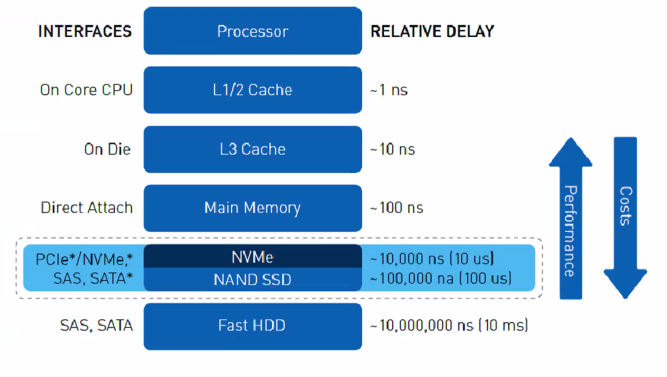 INTERFACES Processor RELATIVE DELAY
On Core CPU L1/2 Cache ~1 ns
On Die L3 Cache ~10 ns
Direct Attach Main Memory ~100 ns
PCIe*/NVMe,* NVMe ~10,000 ns (10 us)
SAS, SATA* NAND SSD ~100,000 na (100 us)
SAS, SATA Fast HDD ~10,000,000 ns (10 ms)
Performance
Costs